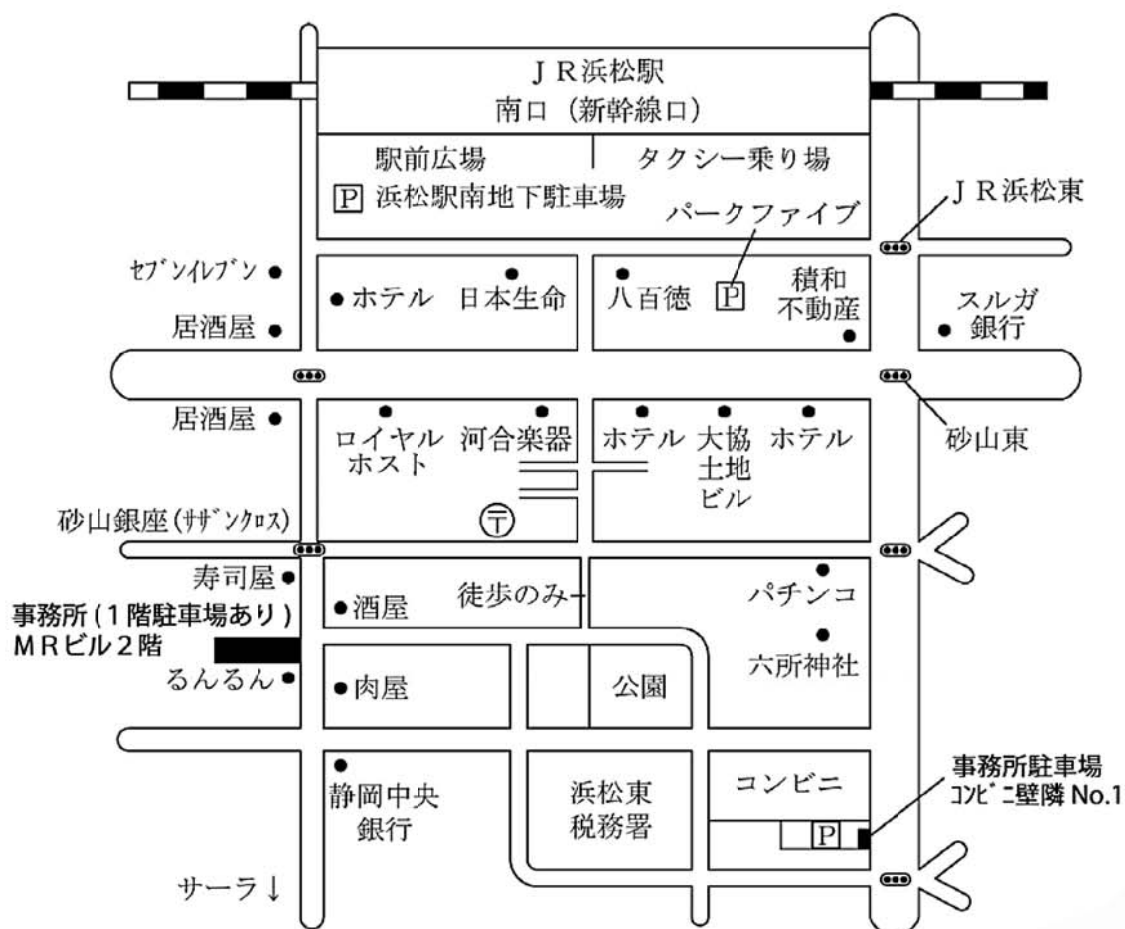 ＪＲ浜松駅
南口（新幹線口）
駅前広場
タクシー乗り場
P 浜松駅南地下駐車場
パークファイブ
ＪＲ浜松東
ｾﾌﾞﾝｲﾚﾌﾞﾝ
ホテル
日本生命
八百徳
P
積和
不動産
スルガ
銀行
居酒屋
居酒屋
ロイヤル
ホスト
河合楽器
ホテル
大協
土地
ビル
ホテル
砂山東
〒
砂山銀座(ｻｻﾞﾝｸﾛｽ)
寿司屋
酒屋
徒歩のみ
パチンコ
事務所(１階駐車場あり)
ＭＲビル２階
るんるん
肉屋
公園
六所神社
静岡中央
銀行
浜松東
税務署
コンビニ
P
事務所駐車場
ｺﾝﾋﾞﾆ壁隣 No.1
サーラ↓